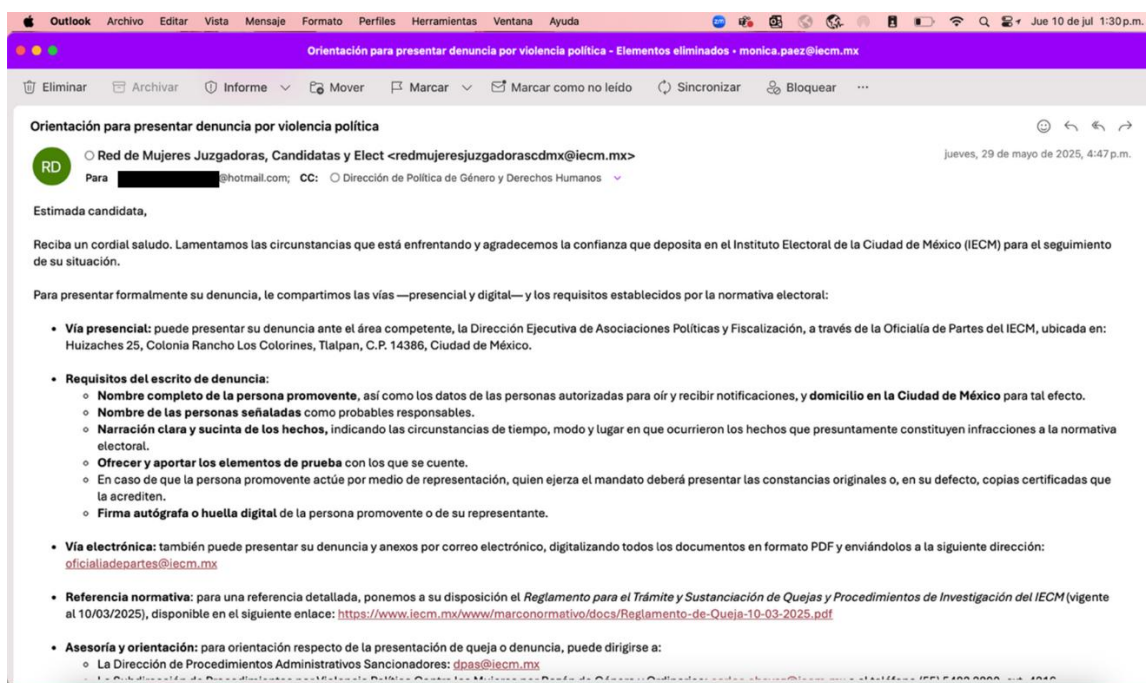 Outlook Archivo Editar Vista Mensaje Formato Perfiles Herramientas Ventana Ayuda Jue 10 de jul 1:30 p.m.
Orientación para presentar denuncia por violencia política - Elementos eliminados • monica.paez@iecm.mx
Eliminar Archivar Informe Mover Marcar Marcar como no leído Sincronizar Bloquear ...
Orientación para presentar denuncia por violencia política
RD
Red de Mujeres Juzgadoras, Candidatas y Elect <redmujeresjuzgadorascdmx@iecm.mx> jueves, 29 de mayo de 2025, 4:47 p.m.
Para @hotmail.com; CC: Dirección de Política de Género y Derechos Humanos
Estimada candidata,
Reciba un cordial saludo. Lamentamos las circunstancias que está enfrentando y agradecemos la confianza que deposita en el Instituto Electoral de la Ciudad de México (IECM) para el seguimiento
de su situación.
Para presentar formalmente su denuncia, le compartimos las vías —presencial y digital— y los requisitos establecidos por la normativa electoral:
• Vía presencial: puede presentar su denuncia ante el área competente, la Dirección Ejecutiva de Asociaciones Políticas y Fiscalización, a través de la Oficialía de Partes del IECM, ubicada en:
Huizaches 25, Colonia Rancho Los Colorines, Tlalpan, C.P. 14386, Ciudad de México.
• Requisitos del escrito de denuncia:
○ Nombre completo de la persona promovente, así como los datos de las personas autorizadas para oír y recibir notificaciones, y domicilio en la Ciudad de México para tal efecto.
○ Nombre de las personas señaladas como probables responsables.
○ Narración clara y sucinta de los hechos, indicando las circunstancias de tiempo, modo y lugar en que ocurrieron los hechos que presuntamente constituyen infracciones a la normativa
electoral.
○ Ofrecer y aportar los elementos de prueba con los que se cuente.
○ En caso de que la persona promovente actúe por medio de representación, quien ejerza el mandato deberá presentar las constancias originales o, en su defecto, copias certificadas que
la acrediten.
○ Firma autógrafa o huella digital de la persona promovente o de su representante.
• Vía electrónica: también puede presentar su denuncia y anexos por correo electrónico, digitalizando todos los documentos en formato PDF y enviándolos a la siguiente dirección:
oficialiadepartes@iecm.mx
• Referencia normativa: para una referencia detallada, ponemos a su disposición el Reglamento para el Trámite y Sustanciación de Quejas y Procedimientos de Investigación del IECM (vigente
al 10/03/2025), disponible en el siguiente enlace: https://www.iecm.mx/www/marconormativo/docs/Reglamento-de-Queja-10-03-2025.pdf
• Asesoría y orientación: para orientación respecto de la presentación de queja o denuncia, puede dirigirse a:
○ La Dirección de Procedimientos Administrativos Sancionadores: dpas@iecm.mx